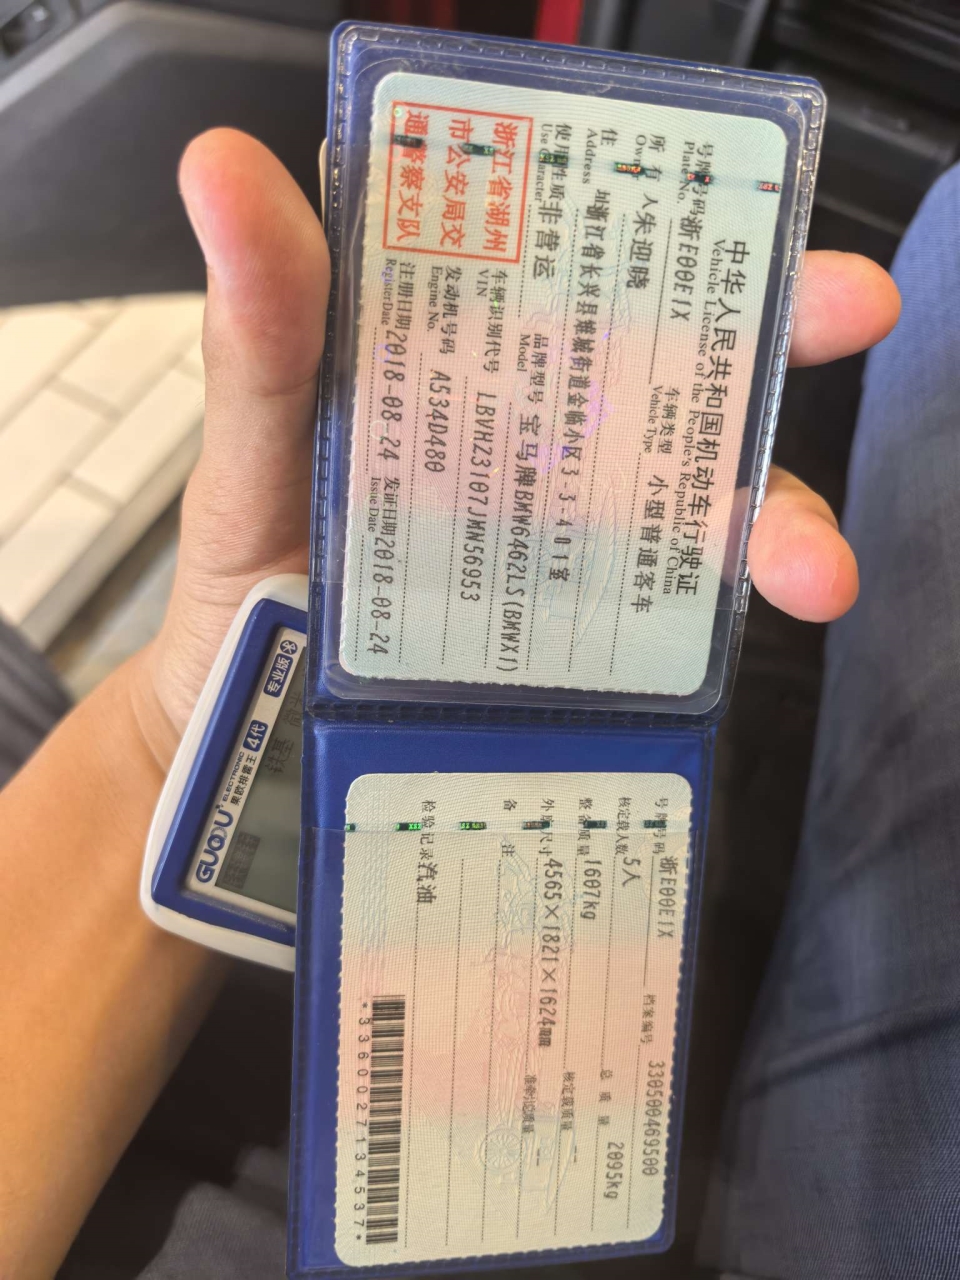 中华人民共和国机动车行驶证
Vehicle License of the People's Republic of China
号牌号码 浙E00E1X 车辆类型 小型普通客车
Plate No. Vehicle Type
所有人 朱迎晓
Owner
住址 浙江省长兴县雉城街道金临小区3-3-401室
Address
使用性质 非营运 品牌型号 宝马牌BMW6462LS(BMWX1)
Use Character Model
浙江省湖州
市公安局交
通警察支队
车辆识别代号 LBVHZ3107JMN56953
VIN
发动机号码 A534D480
Engine No.
注册日期 2018-08-24 发证日期 2018-08-24
Register Date Issue Date
号牌号码 浙E00E1X 档案编号 330500469500
核定载人数 5人 总质量 2095kg
整备质量 1607kg 核定载质量 --
外廓尺寸 4565×1821×1624mm 准牵引总质量 --
备注
检验记录 汽油
*3360027134537*
GUODU
ELECTRONIC
4代